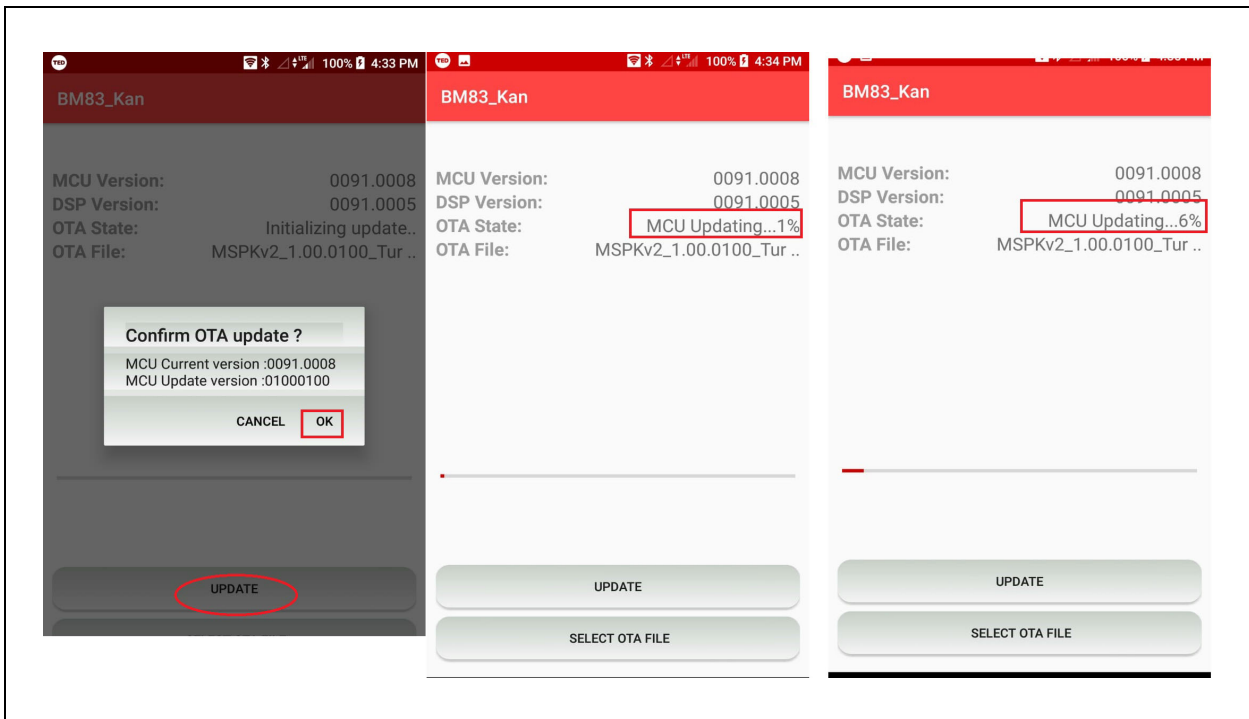 TED
LTE
100% 4:33 PM
BM83_Kan
MCU Version: 0091.0008
DSP Version: 0091.0005
OTA State: Initializing update..
OTA File: MSPKv2_1.00.0100_Tur ..
Confirm OTA update ?
MCU Current version :0091.0008
MCU Update version :01000100
CANCEL OK
UPDATE
TED
LTE
100% 4:34 PM
BM83_Kan
MCU Version: 0091.0008
DSP Version: 0091.0005
OTA State: MCU Updating...1%
OTA File: MSPKv2_1.00.0100_Tur ..
UPDATE
SELECT OTA FILE
BM83_Kan
MCU Version: 0091.0008
DSP Version: 0091.0005
OTA State: MCU Updating...6%
OTA File: MSPKv2_1.00.0100_Tur ..
UPDATE
SELECT OTA FILE